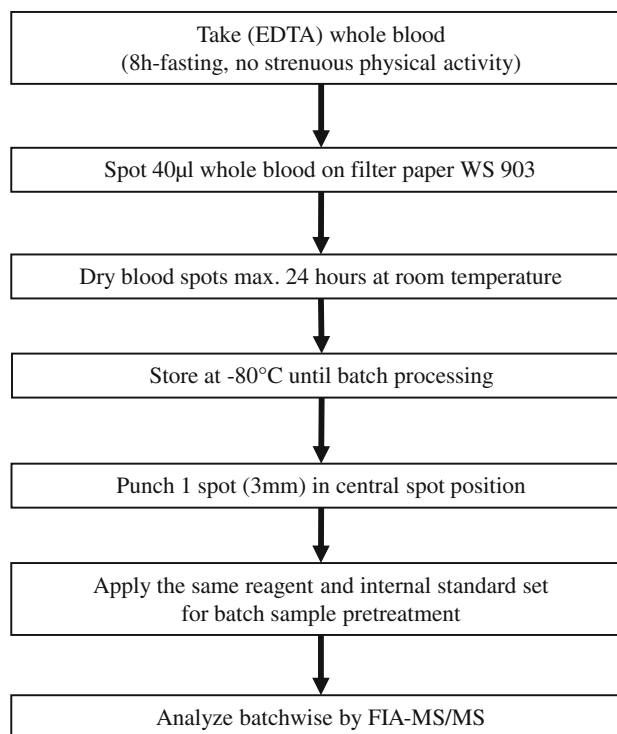 Take (EDTA) whole blood
(8h-fasting, no strenuous physical activity)
Spot 40µl whole blood on filter paper WS 903
Dry blood spots max. 24 hours at room temperature
Store at -80°C until batch processing
Punch 1 spot (3mm) in central spot position
Apply the same reagent and internal standard set
for batch sample pretreatment
Analyze batchwise by FIA-MS/MS